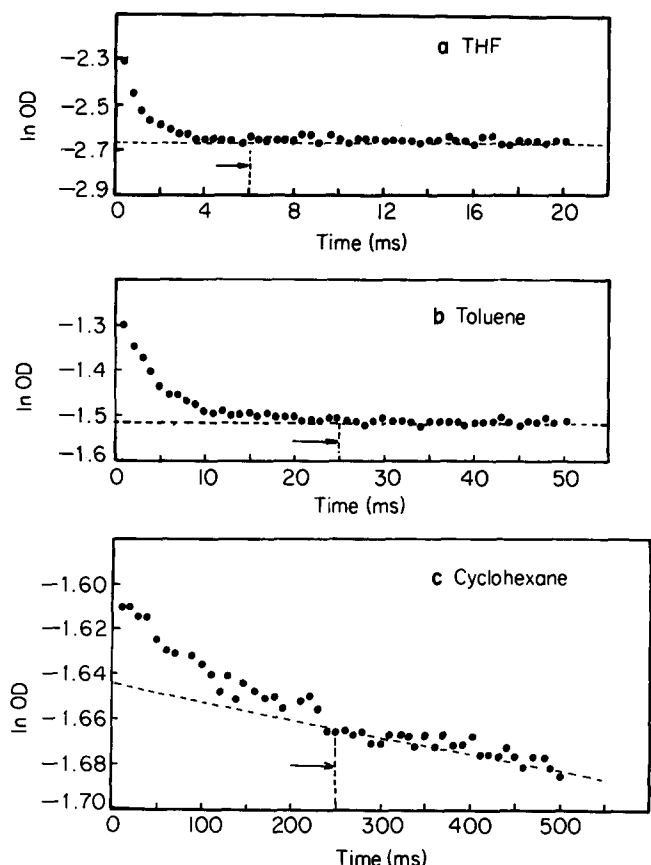 a THF
ln OD
−2.3
−2.5
−2.7
−2.9
0 4 8 12 16 20
Time (ms)
b Toluene
ln OD
−1.3
−1.4
−1.5
−1.6
0 10 20 30 40 50
Time (ms)
c Cyclohexane
ln OD
−1.60
−1.62
−1.64
−1.66
−1.68
−1.70
0 100 200 300 400 500
Time (ms)